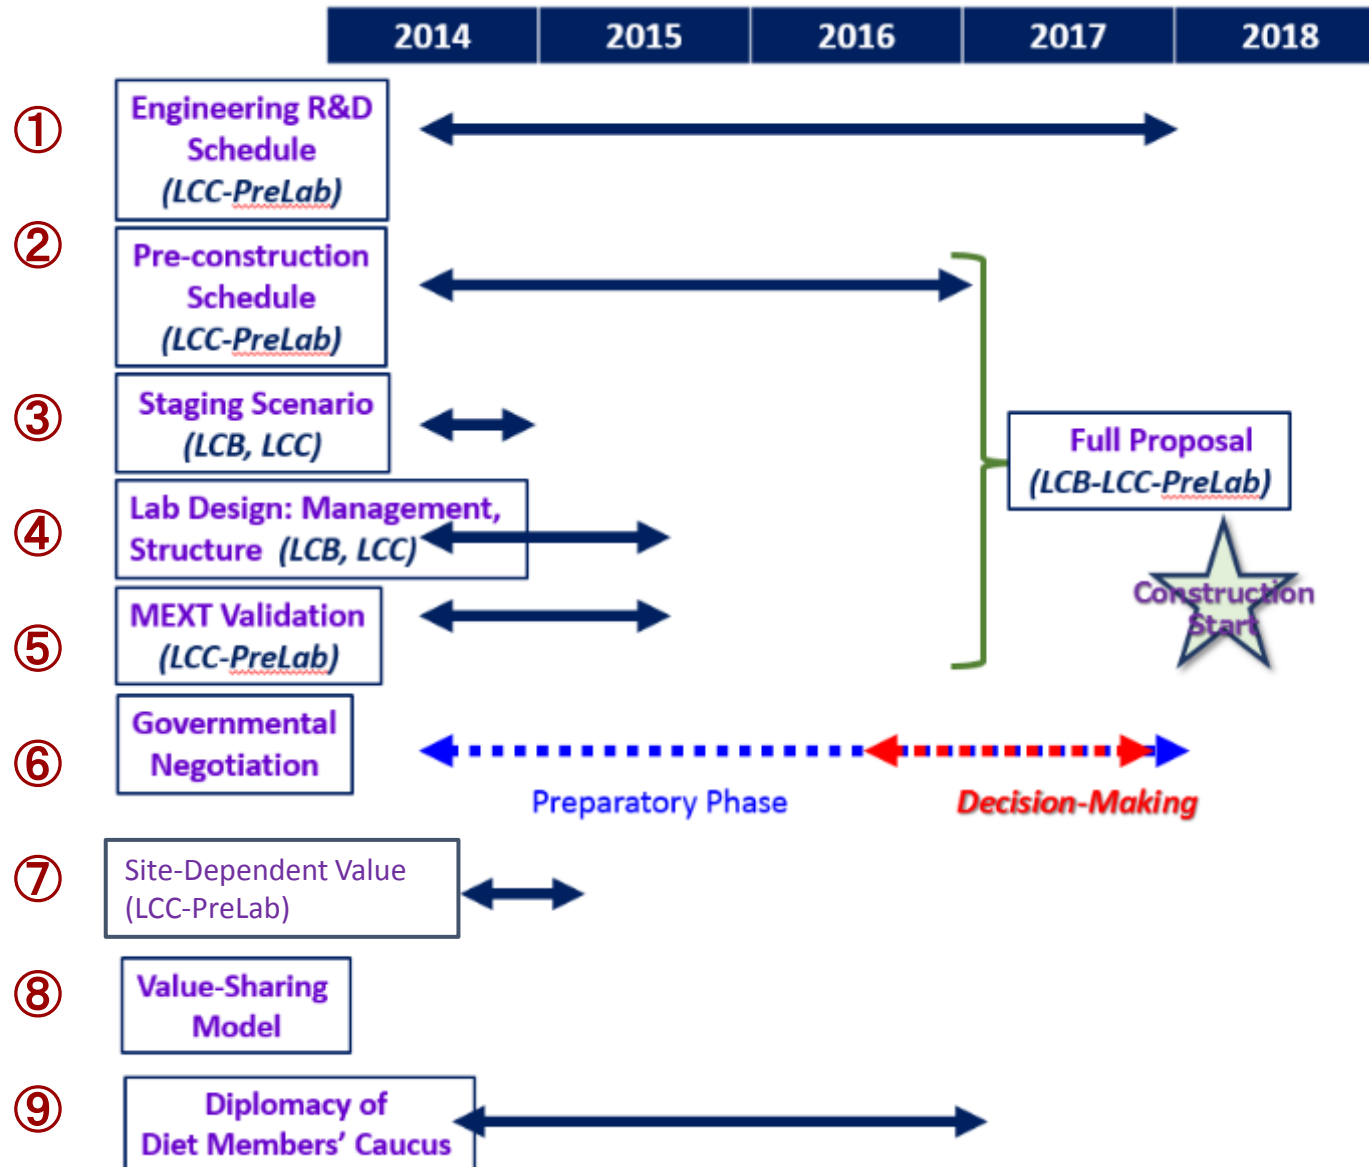 2014 2015 2016 2017 2018
①
Engineering R&D
Schedule
(LCC-PreLab)
②
Pre-construction
Schedule
(LCC-PreLab)
③
Staging Scenario
(LCB, LCC)
Full Proposal
(LCB-LCC-PreLab)
④
Lab Design: Management,
Structure (LCB, LCC)
Construction
Start
⑤
MEXT Validation
(LCC-PreLab)
⑥
Governmental
Negotiation
Preparatory Phase
Decision-Making
⑦
Site-Dependent Value
(LCC-PreLab)
⑧
Value-Sharing
Model
⑨
Diplomacy of
Diet Members’ Caucus